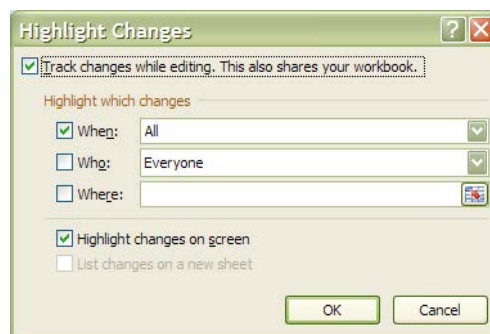 Highlight Changes
Track changes while editing. This also shares your workbook.
Highlight which changes
When: All
Who: Everyone
Where:
Highlight changes on screen
List changes on a new sheet
OK Cancel